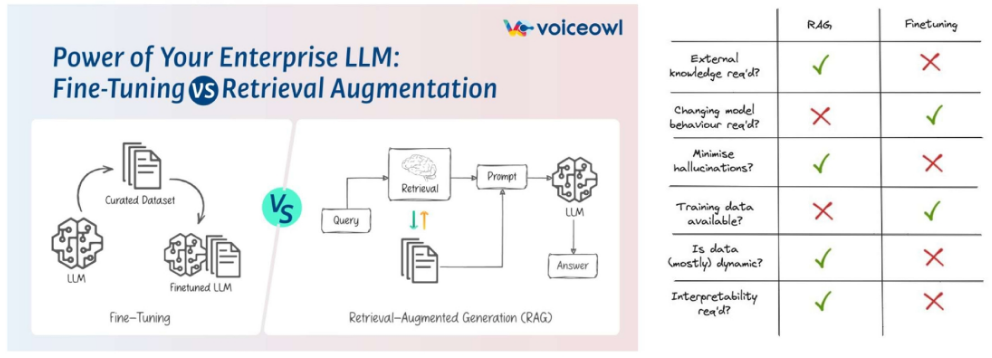 voiceowl
Power of Your Enterprise LLM:
Fine-Tuning VS Retrieval Augmentation
Curated Dataset
LLM
Finetuned LLM
Fine-Tuning
VS
Query
Retrieval
Prompt
LLM
Answer
Retrieval-Augmented Generation (RAG)
RAG Finetuning
External
knowledge req'd?
Changing model
behaviour req'd?
Minimise
hallucinations?
Training data
available?
Is data
(mostly) dynamic?
Interpretability
req'd?